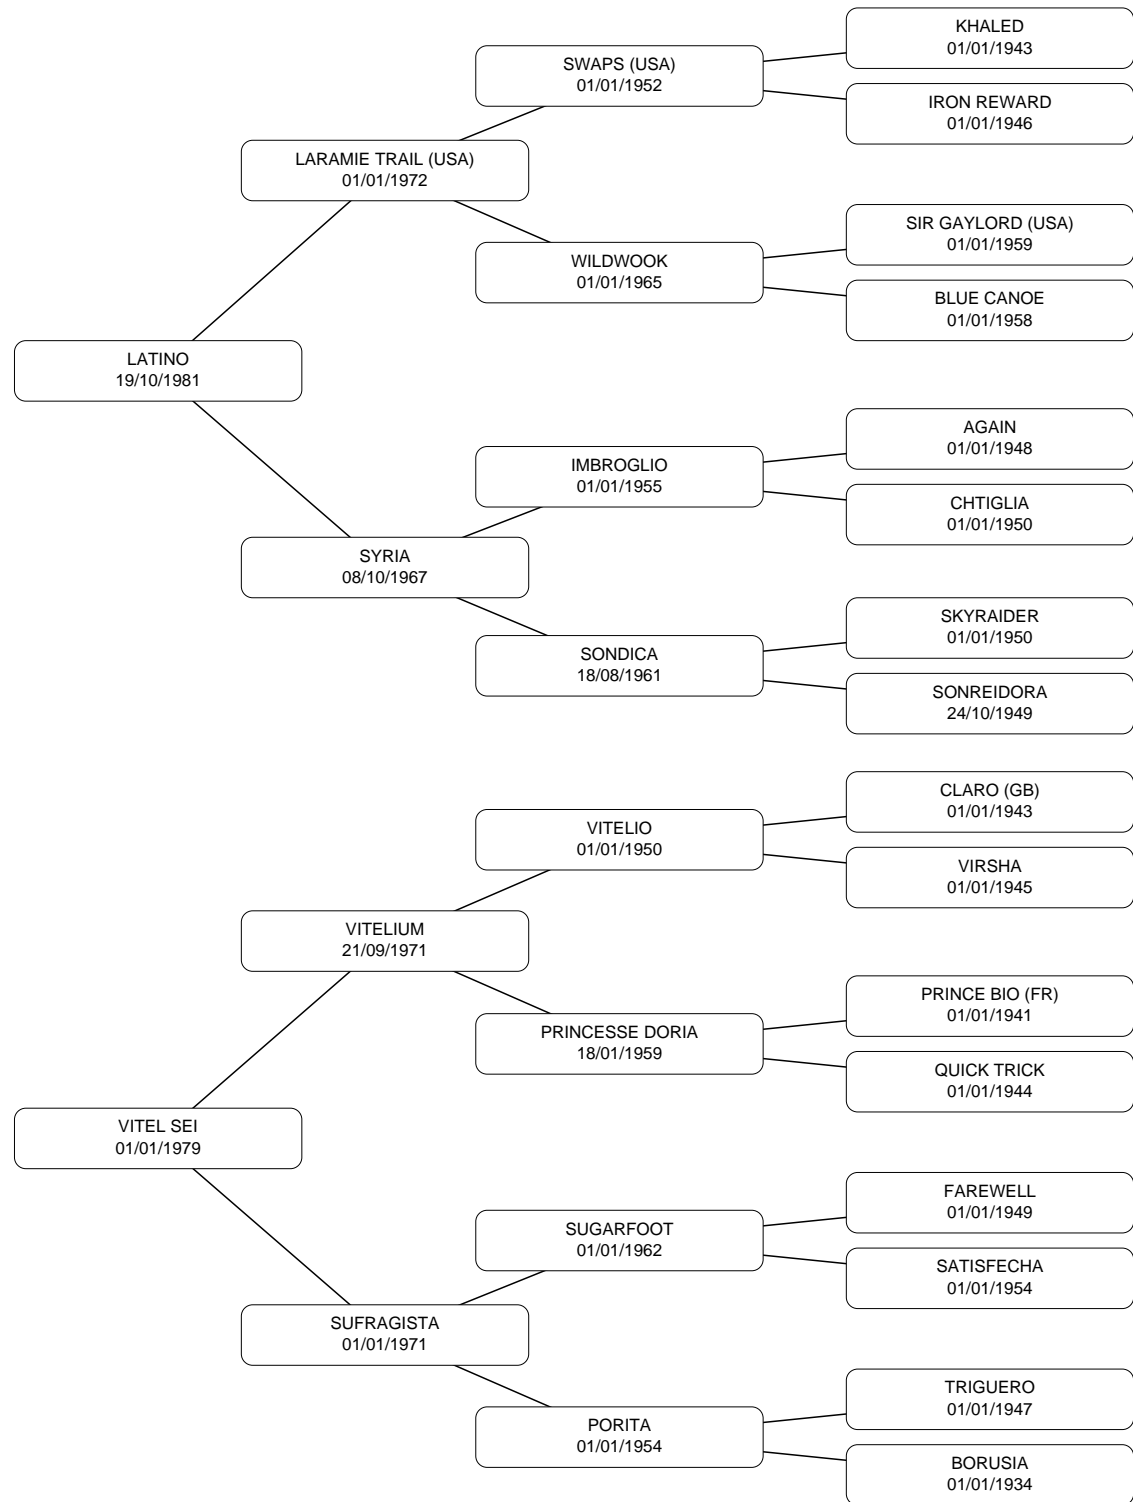 KHALED
01/01/1943
SWAPS (USA)
01/01/1952
IRON REWARD
01/01/1946
LARAMIE TRAIL (USA)
01/01/1972
SIR GAYLORD (USA)
01/01/1959
WILDWOOK
01/01/1965
BLUE CANOE
01/01/1958
LATINO
19/10/1981
AGAIN
01/01/1948
IMBROGLIO
01/01/1955
CHTIGLIA
01/01/1950
SYRIA
08/10/1967
SKYRAIDER
01/01/1950
SONDICA
18/08/1961
SONREIDORA
24/10/1949
CLARO (GB)
01/01/1943
VITELIO
01/01/1950
VIRSHA
01/01/1945
VITELIUM
21/09/1971
PRINCE BIO (FR)
01/01/1941
PRINCESSE DORIA
18/01/1959
QUICK TRICK
01/01/1944
VITEL SEI
01/01/1979
FAREWELL
01/01/1949
SUGARFOOT
01/01/1962
SATISFECHA
01/01/1954
SUFRAGISTA
01/01/1971
TRIGUERO
01/01/1947
PORITA
01/01/1954
BORUSIA
01/01/1934